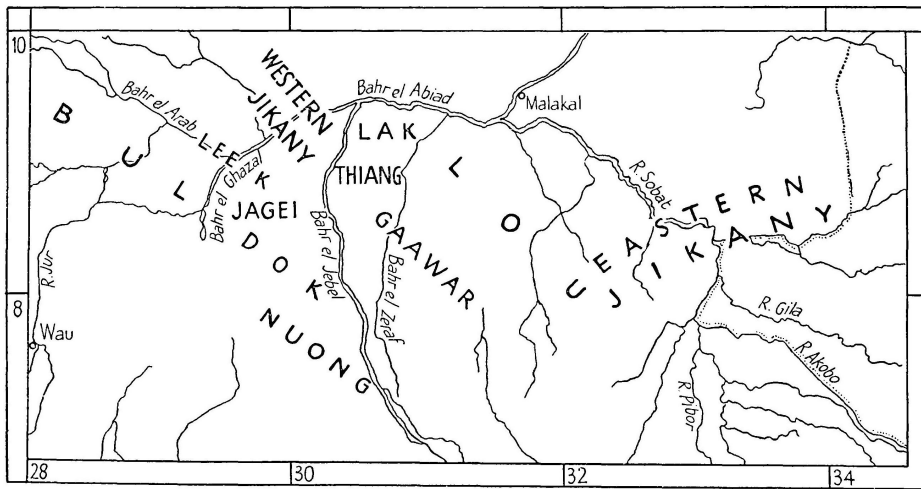 10
8
28
30
32
34
BUL
Bahr el Arab
LEEK
Bahr el Ghazal
WESTERN
JIKANY
Bahr el Abiad
Malakal
LAK
THIANG
JAGEI
DOK
NUONG
Bahr el Jebel
GAAWAR
Bahr el Zeraf
LOU
R. Sobat
EASTERN
JIKANY
R. Jur
Wau
R. Gila
R. Akobo
R. Pibor